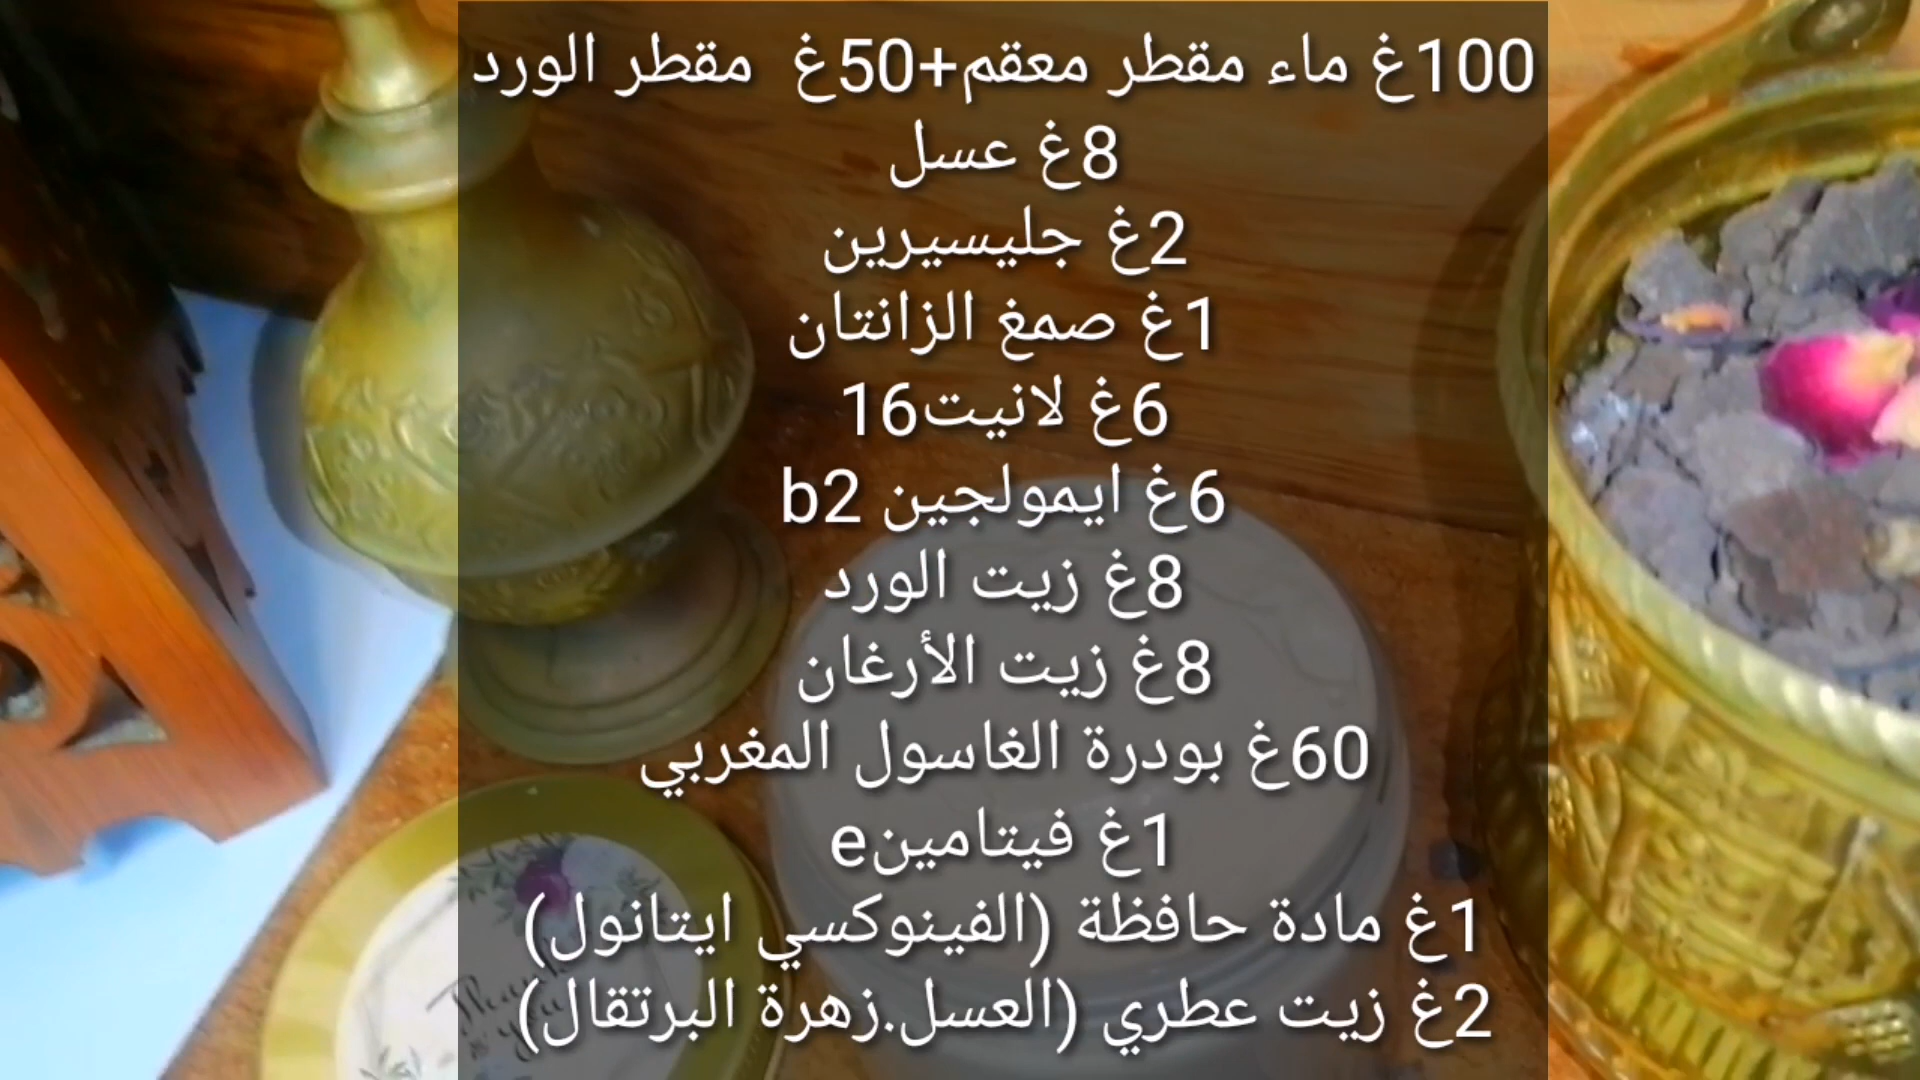 100غ ماء مقطر معقم+50غ مقطر الورد
8غ عسل
2غ جليسيرين
1غ صمغ الزانتان
6غ لانيت16
6غ ايمولجين b2
8غ زيت الورد
8غ زيت الأرغان
60غ بودرة الغاسول المغربي
1غ فيتامينe
1غ مادة حافظة (الفينوكسي ايتانول)
2غ زيت عطري (العسل.زهرة البرتقال)
Thank
you